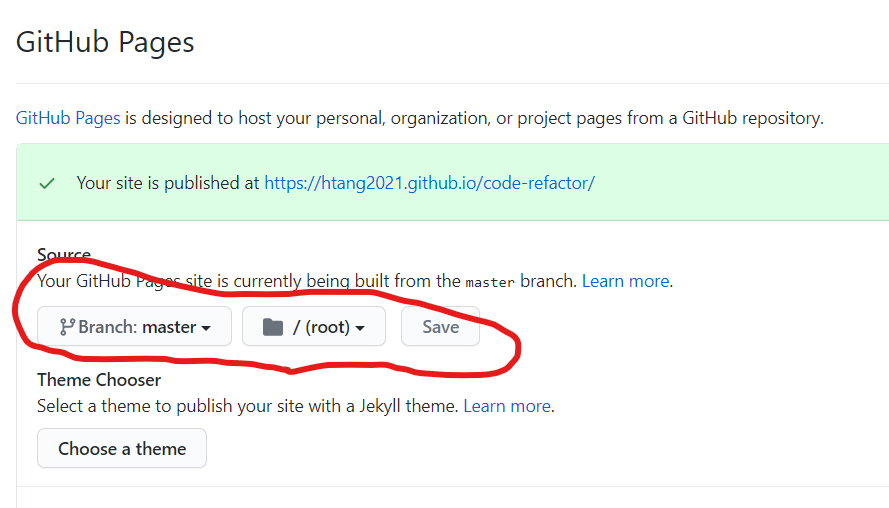 GitHub Pages
GitHub Pages is designed to host your personal, organization, or project pages from a GitHub repository.
Your site is published at https://htang2021.github.io/code-refactor/
Source
Your GitHub Pages site is currently being built from the master branch. Learn more.
Branch: master / (root) Save
Theme Chooser
Select a theme to publish your site with a Jekyll theme. Learn more.
Choose a theme